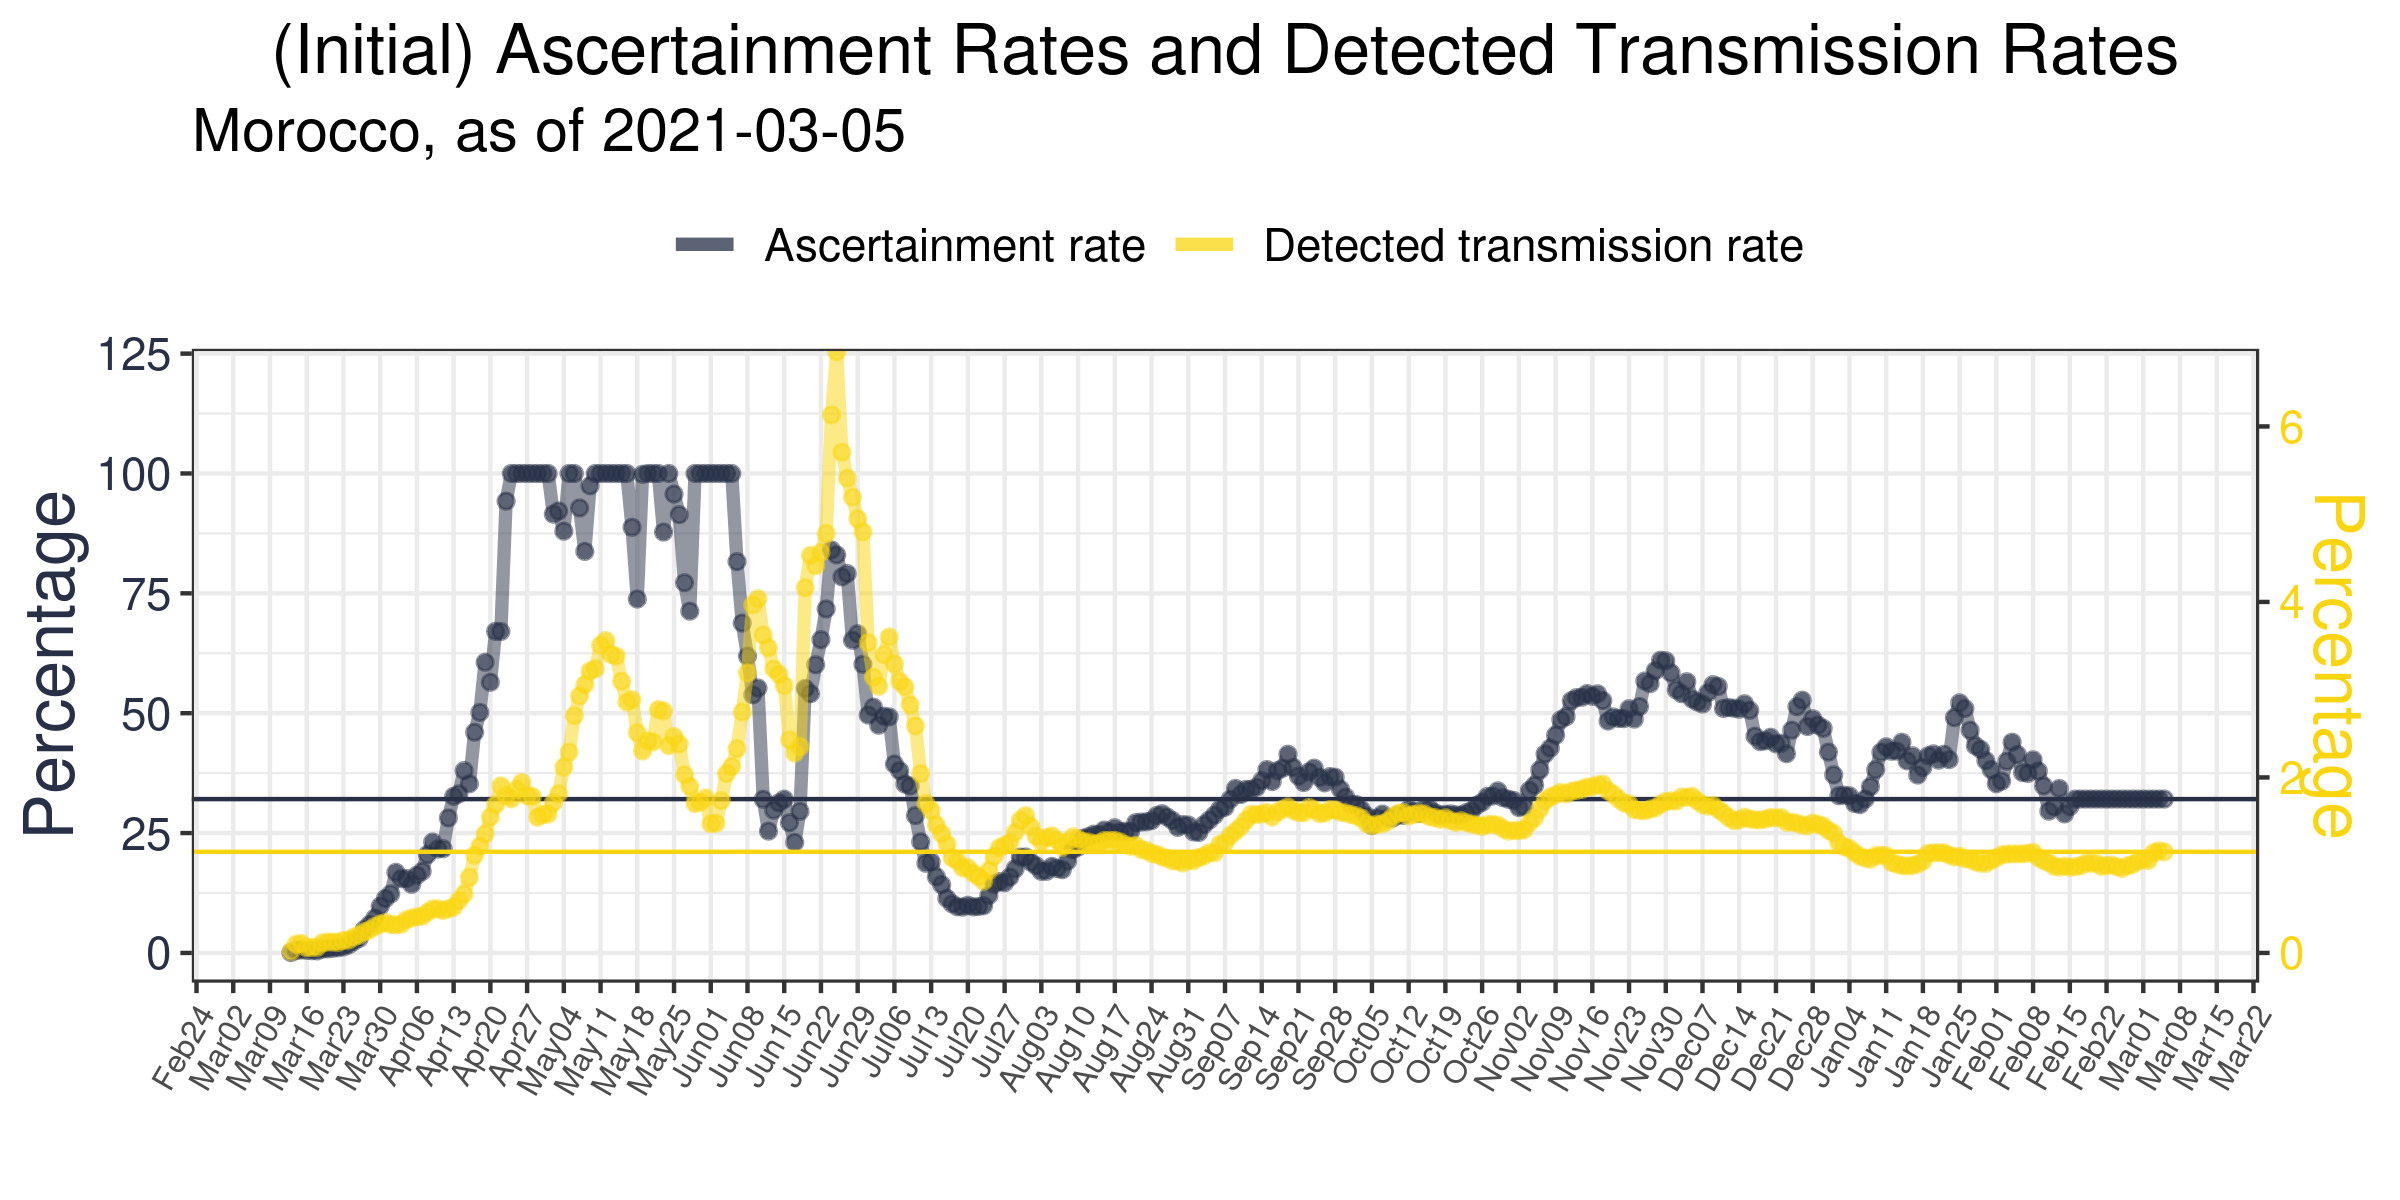 (Initial) Ascertainment Rates and Detected Transmission Rates
Morocco, as of 2021-03-05
Ascertainment rate
Detected transmission rate
Percentage
125
100
75
50
25
0
6
4
2
0
Percentage
Feb24
Mar02
Mar09
Mar16
Mar23
Mar30
Apr06
Apr13
Apr20
Apr27
May04
May11
May18
May25
Jun01
Jun08
Jun15
Jun22
Jun29
Jul06
Jul13
Jul20
Jul27
Aug03
Aug10
Aug17
Aug24
Aug31
Sep07
Sep14
Sep21
Sep28
Oct05
Oct12
Oct19
Oct26
Nov02
Nov09
Nov16
Nov23
Nov30
Dec07
Dec14
Dec21
Dec28
Jan04
Jan11
Jan18
Jan25
Feb01
Feb08
Feb15
Feb22
Mar01
Mar08
Mar15
Mar22